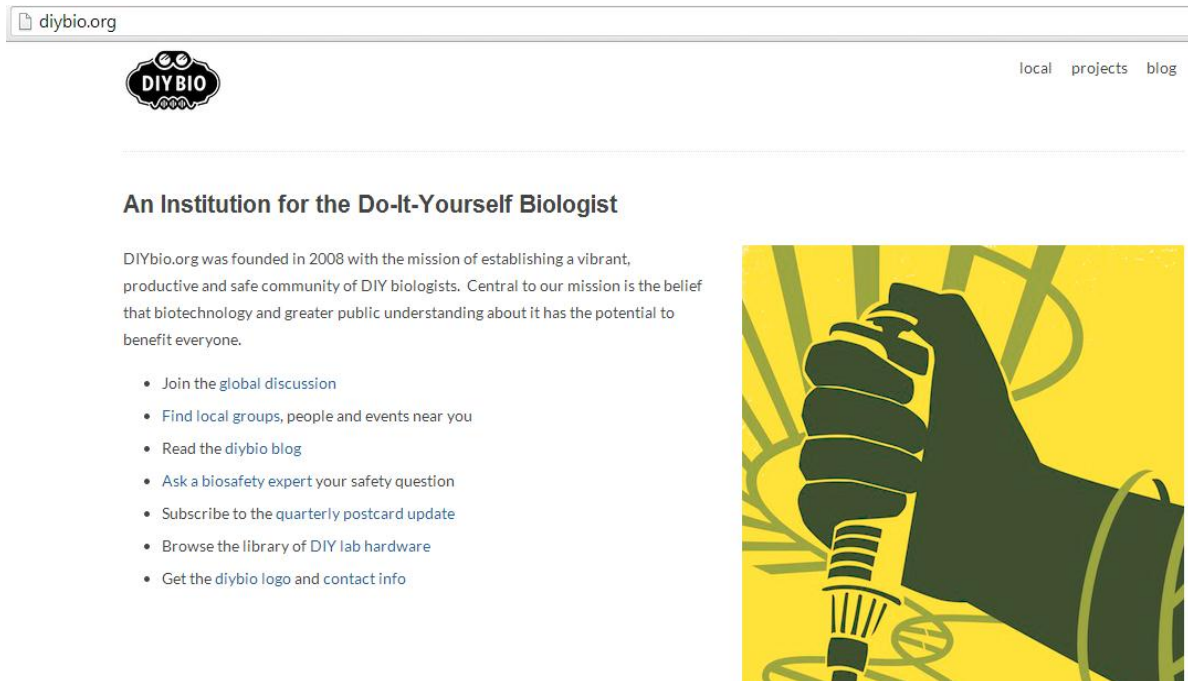 diybio.org
DIY BIO
local projects blog
An Institution for the Do-It-Yourself Biologist
DIYbio.org was founded in 2008 with the mission of establishing a vibrant,
productive and safe community of DIY biologists. Central to our mission is the belief
that biotechnology and greater public understanding about it has the potential to
benefit everyone.
• Join the global discussion
• Find local groups, people and events near you
• Read the diybio blog
• Ask a biosafety expert your safety question
• Subscribe to the quarterly postcard update
• Browse the library of DIY lab hardware
• Get the diybio logo and contact info